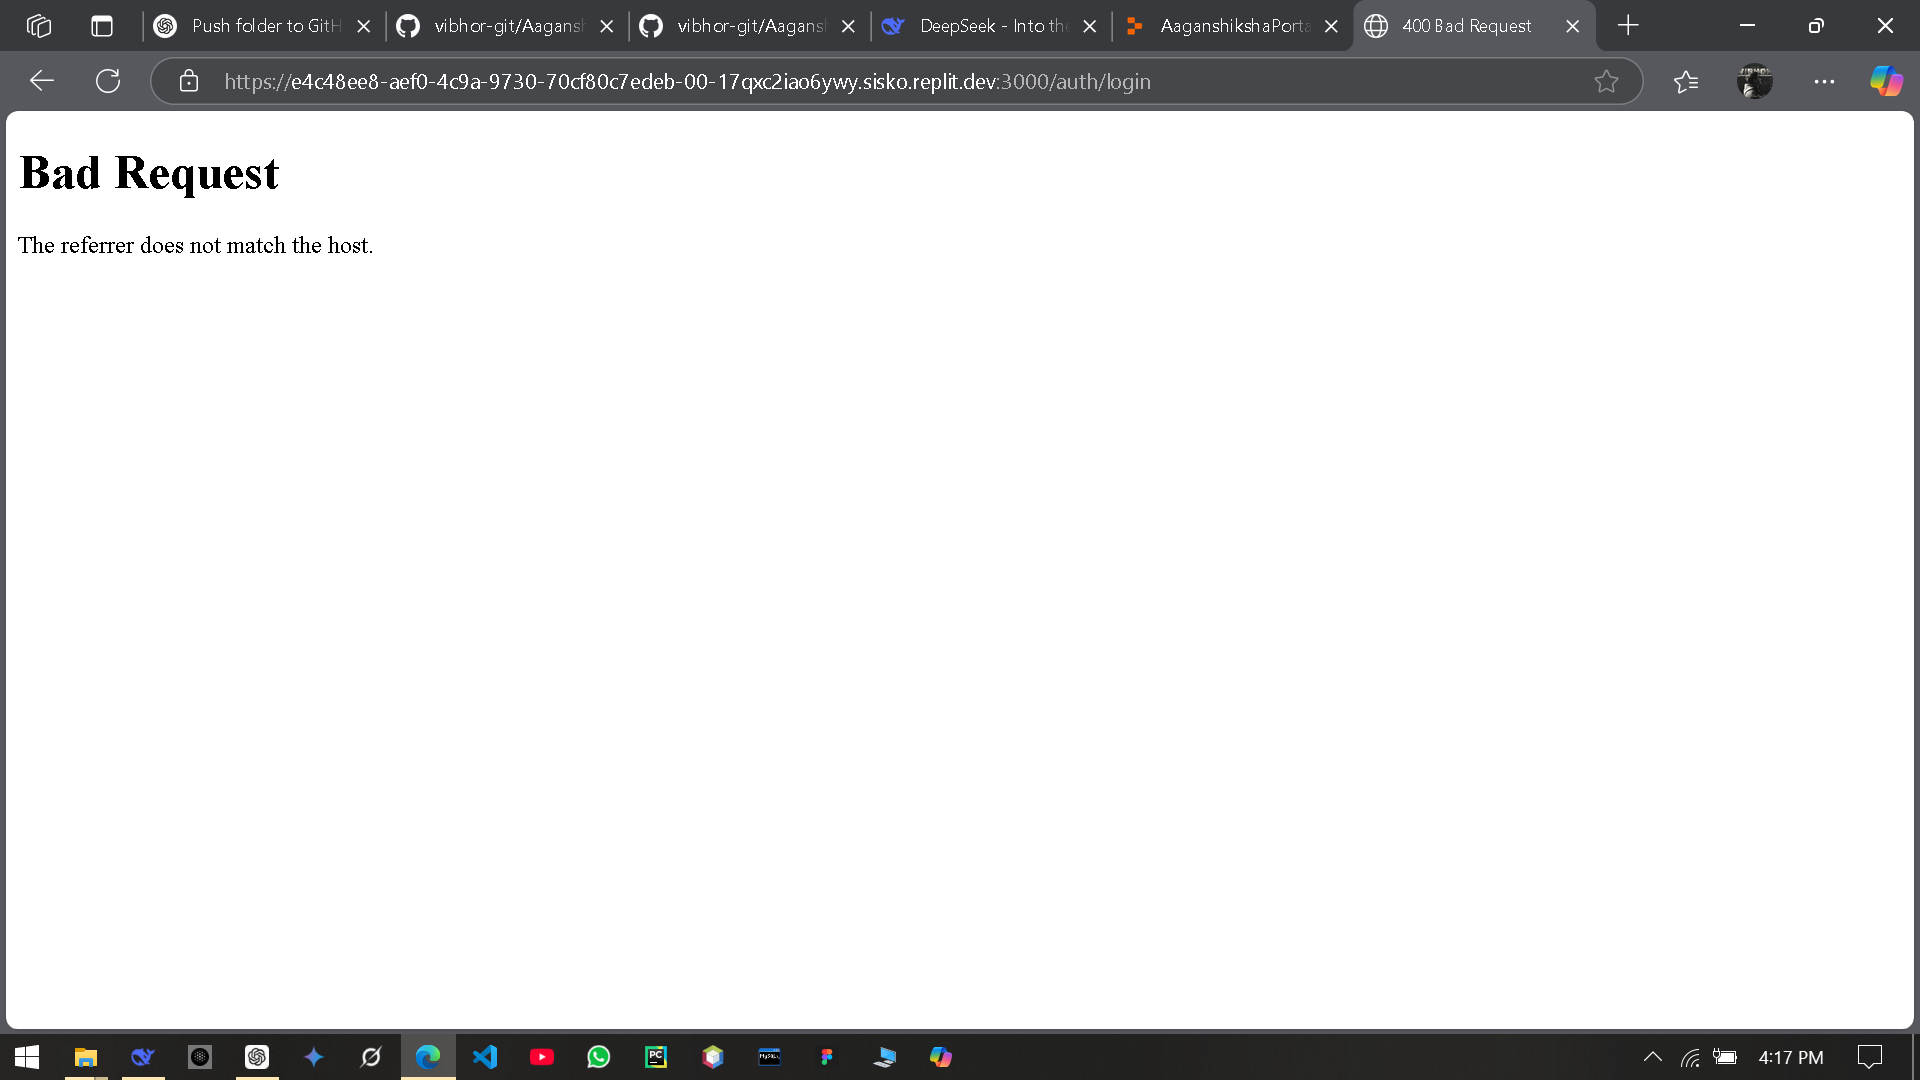 Push folder to GitH
vibhor-git/Aagansh
vibhor-git/Aagansh
DeepSeek - Into the
AaganshikshaPorta
400 Bad Request
https://e4c48ee8-aef0-4c9a-9730-70cf80c7edeb-00-17qxc2iao6ywy.sisko.replit.dev:3000/auth/login
Bad Request
The referrer does not match the host.
PC
MySQL
4:17 PM